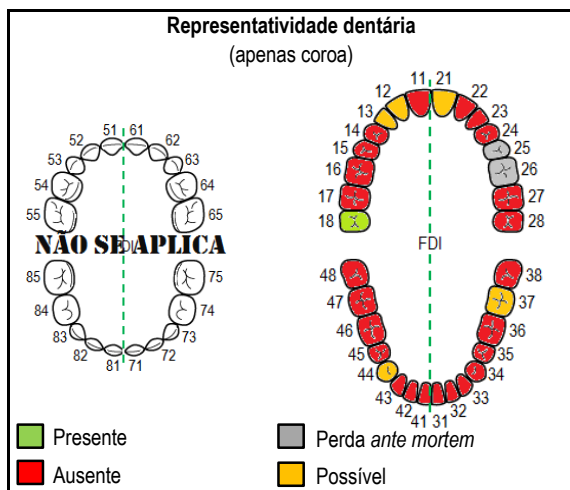 Representatividade dentária
(apenas coroa)
11 21
12 22
13 23
14 24
15 25
16 26
17 27
18 28
FDI
48 38
47 37
46 36
45 35
44 34
43 33
42 32
41 31
51 61
52 62
53 63
54 64
55 65
FDI
NÃO SE APLICA
85 75
84 74
83 73
82 72
81 71
Presente
Perda ante mortem
Ausente
Possível